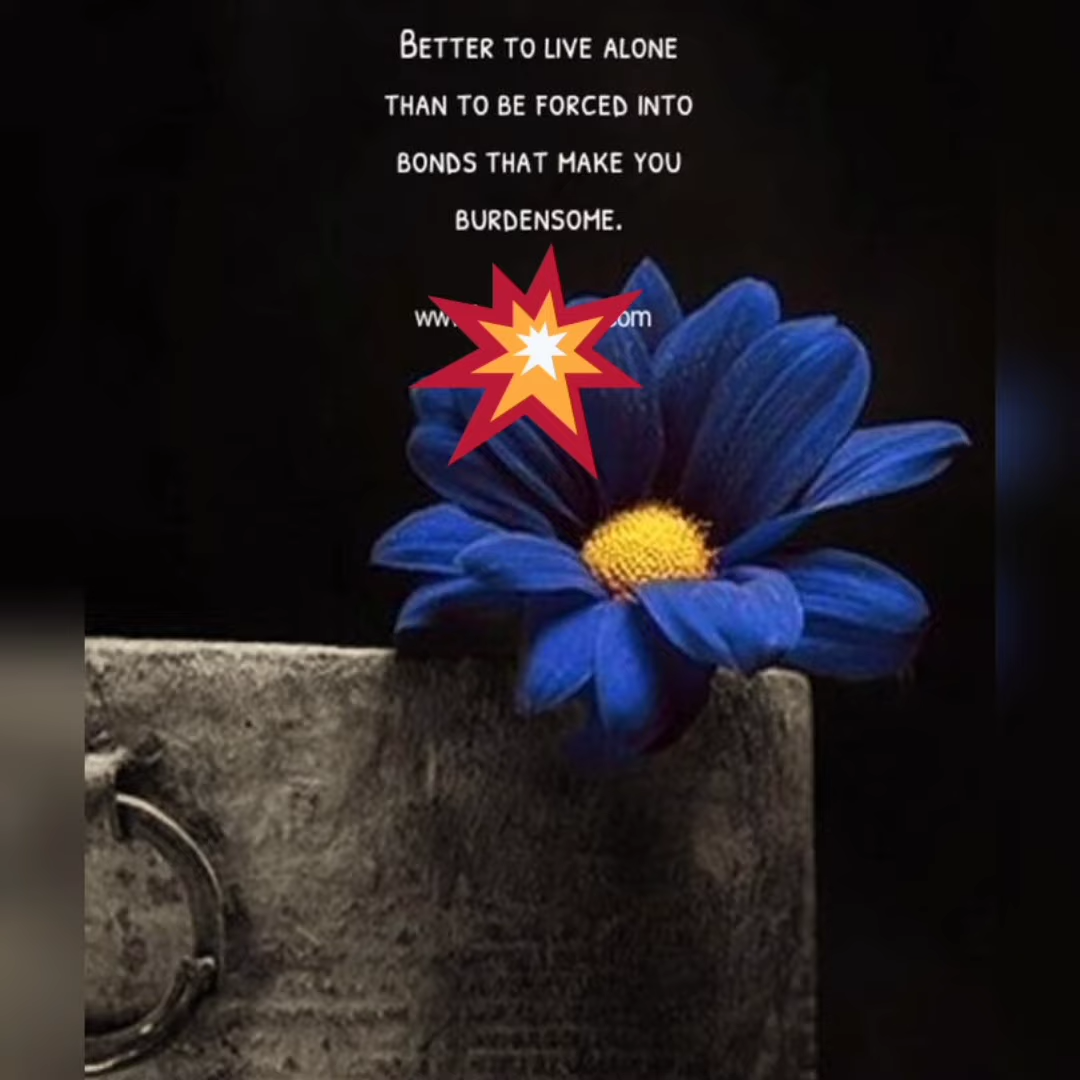 Better to live alone
than to be forced into
bonds that make you
burdensome.